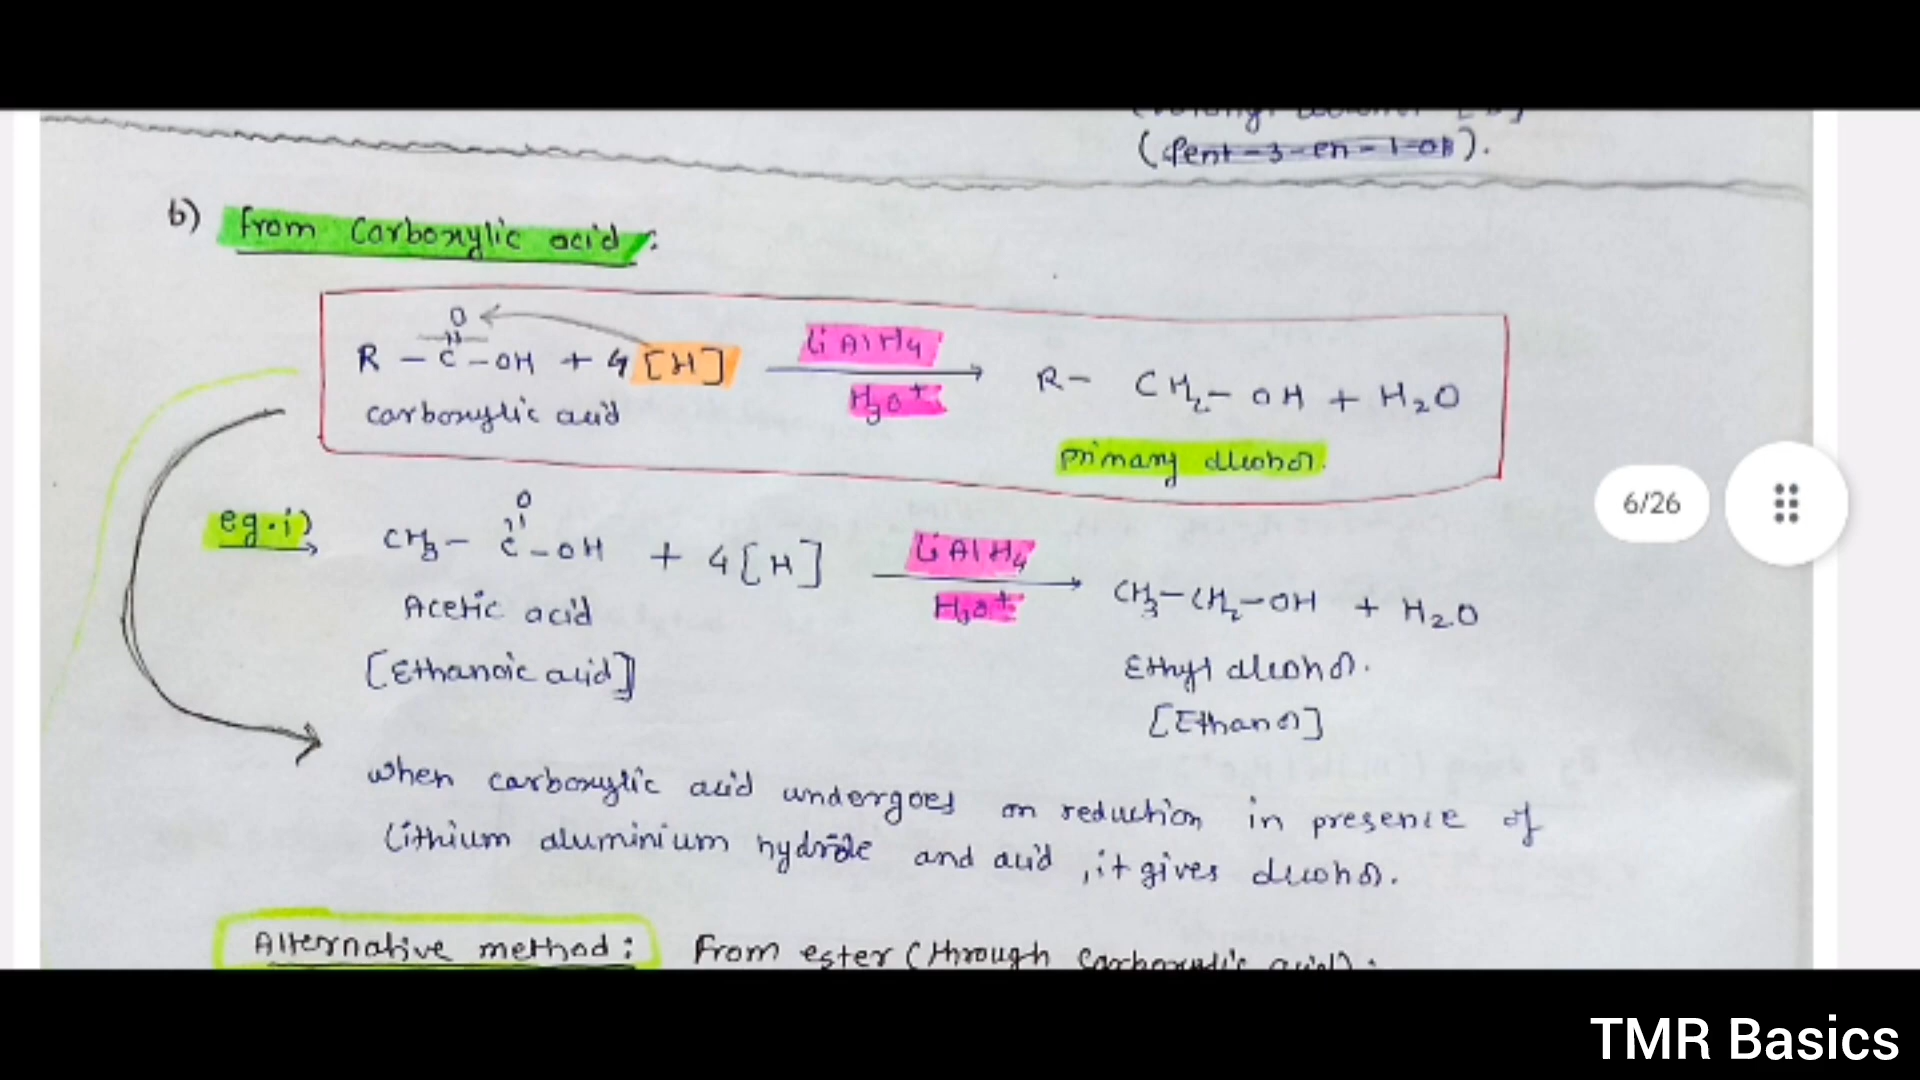 (Pent-3-en-1-ol).
b) from Carboxylic acid :
O
R - C - OH + 4 [H] LiAlH4 R - CH2 - OH + H2O
H3O+
carboxylic acid
primary alcohol.
6/26
eg.i)
O
CH3 - C - OH + 4[H] LiAlH4 CH3-CH2-OH + H2O
H3O+
Acetic acid
[Ethanoic acid]
Ethyl alcohol.
[Ethanol]
when carboxylic acid undergoes on reduction in presence of
Lithium aluminium hydride and acid, it gives alcohol.
Alternative method : From ester (through carboxylic acid) :
TMR Basics